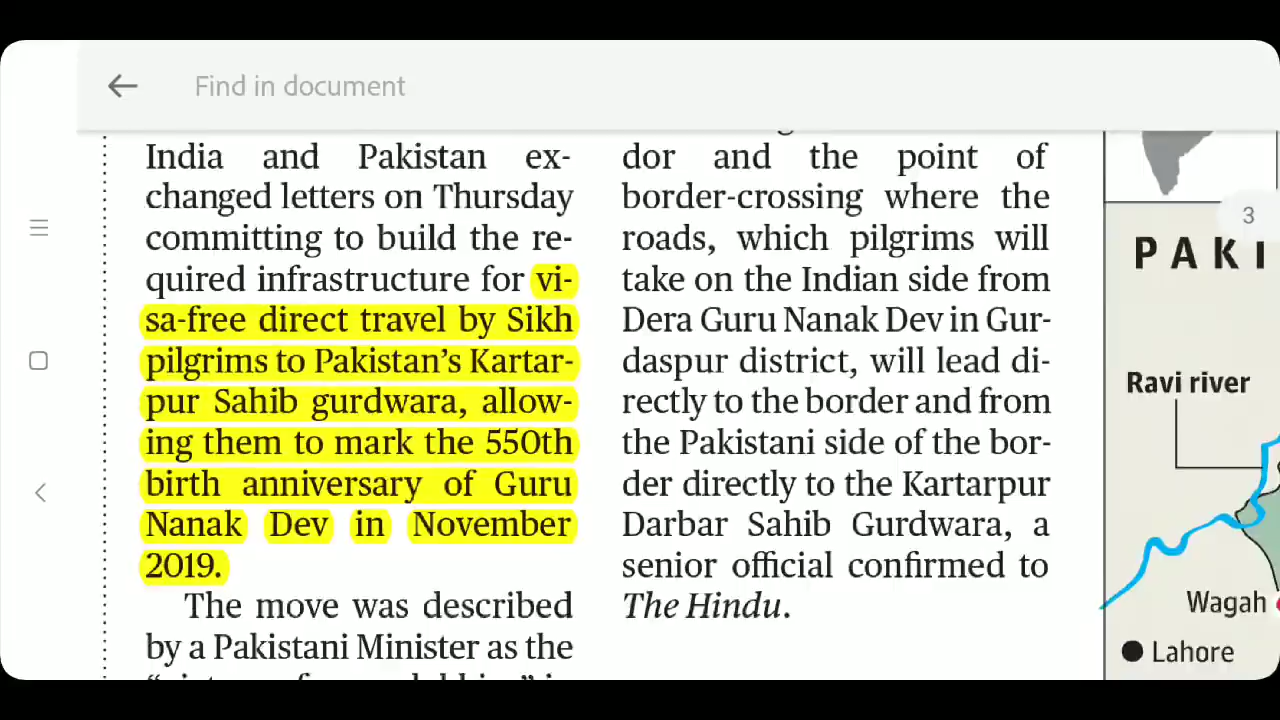 Find in document
India and Pakistan ex-
changed letters on Thursday
committing to build the re-
quired infrastructure for vi-
sa-free direct travel by Sikh
pilgrims to Pakistan's Kartar-
pur Sahib gurdwara, allow-
ing them to mark the 550th
birth anniversary of Guru
Nanak Dev in November
2019.
The move was described
by a Pakistani Minister as the
dor and the point of
border-crossing where the
roads, which pilgrims will
take on the Indian side from
Dera Guru Nanak Dev in Gur-
daspur district, will lead di-
rectly to the border and from
the Pakistani side of the bor-
der directly to the Kartarpur
Darbar Sahib Gurdwara, a
senior official confirmed to
The Hindu.
3
PAKI
Ravi river
Wagah
Lahore